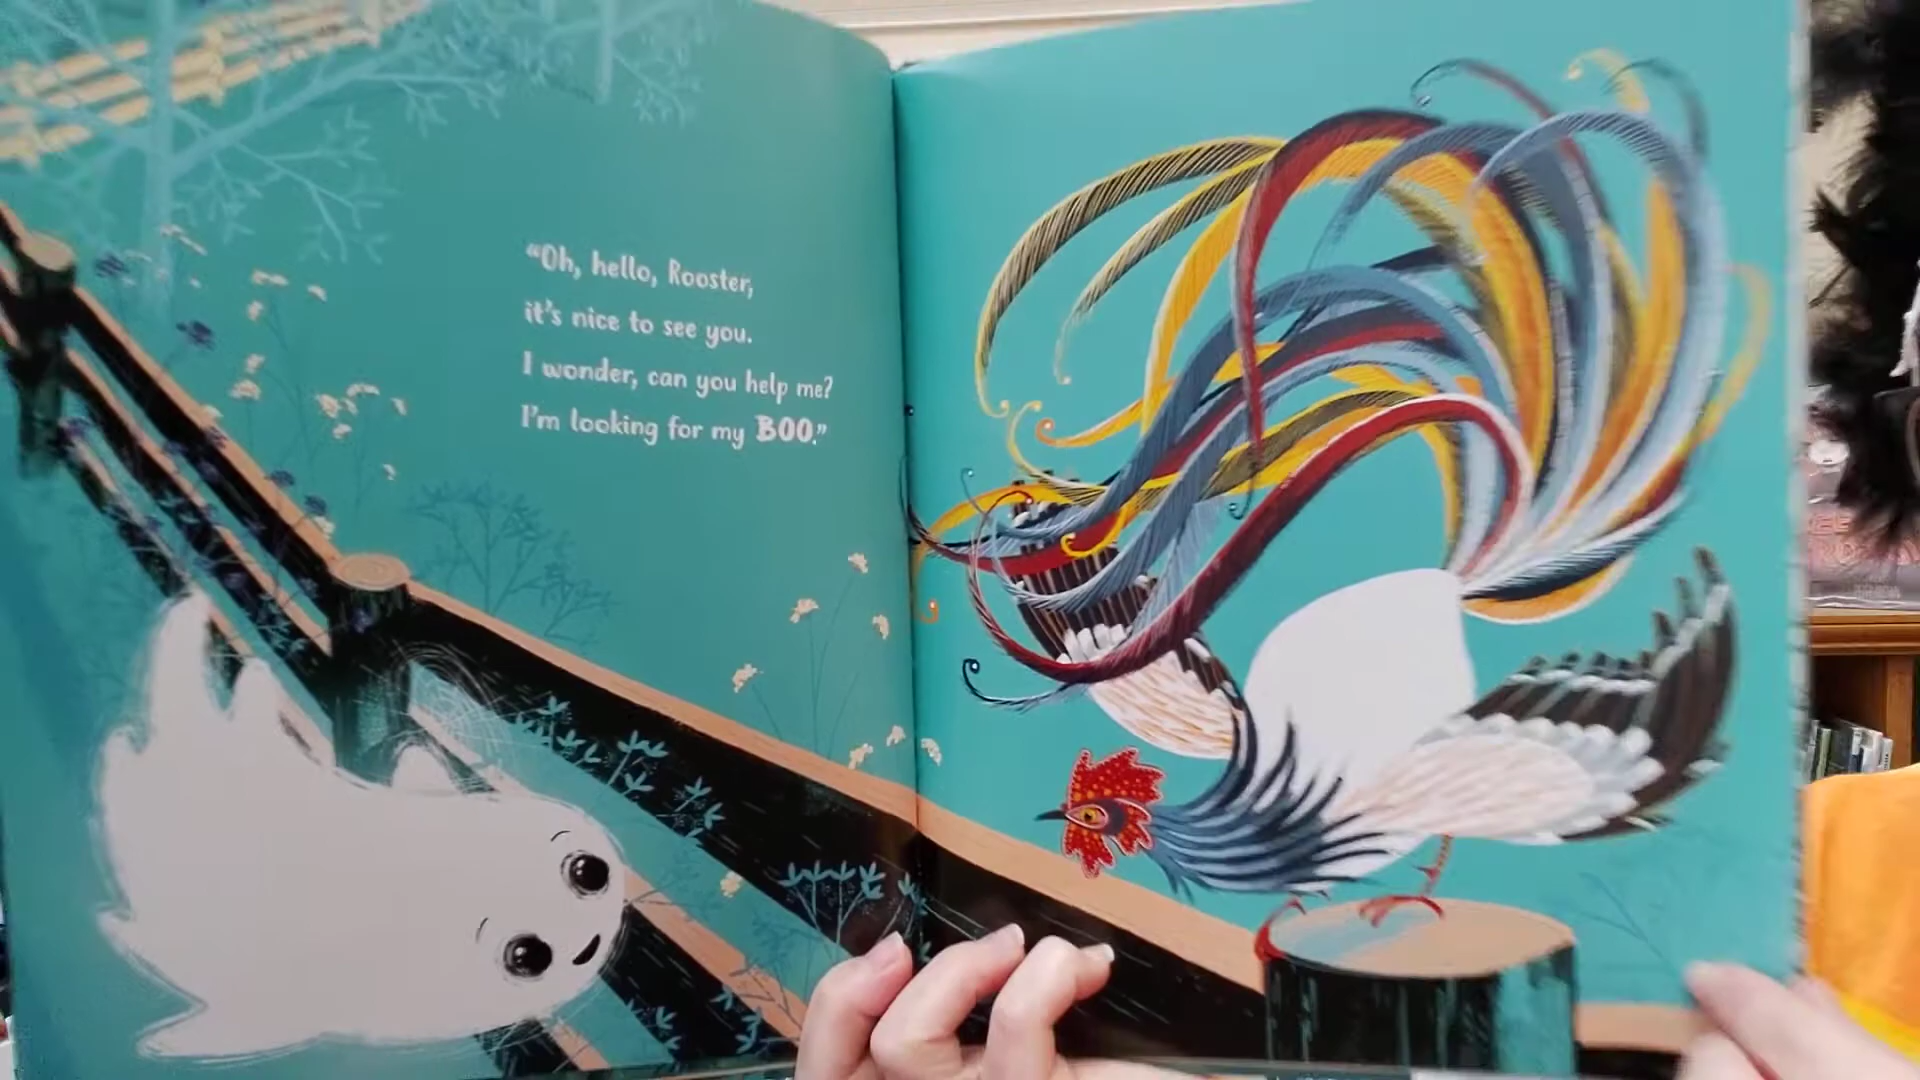 “Oh, hello, Rooster,
it’s nice to see you.
I wonder, can you help me?
I’m looking for my BOO.”